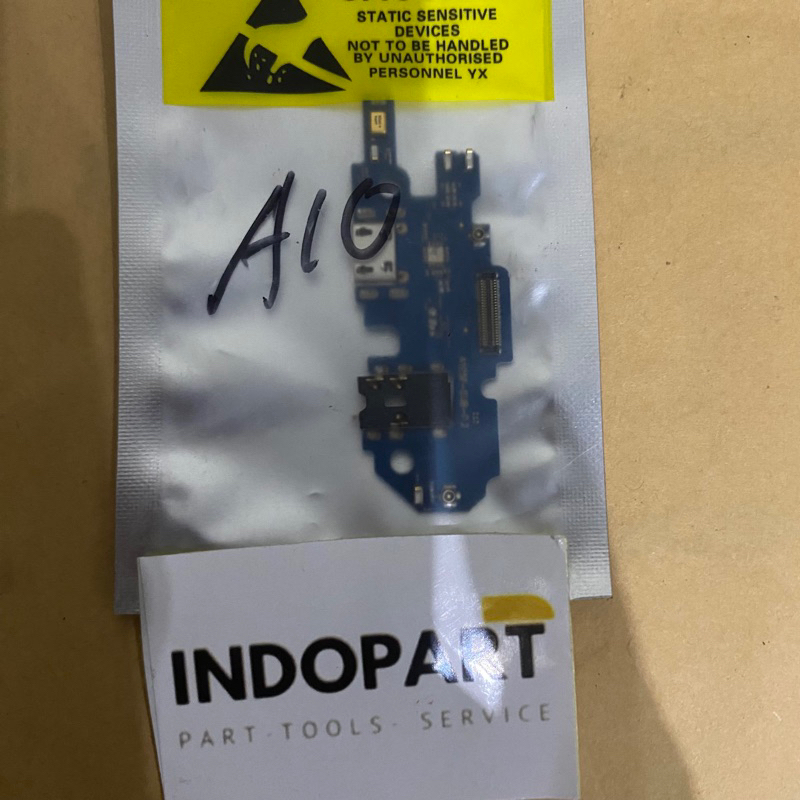 STATIC SENSITIVE
DEVICES
NOT TO BE HANDLED
BY UNAUTHORISED
PERSONNEL YX
A10
INDOPART
PART-TOOLS- SERVICE